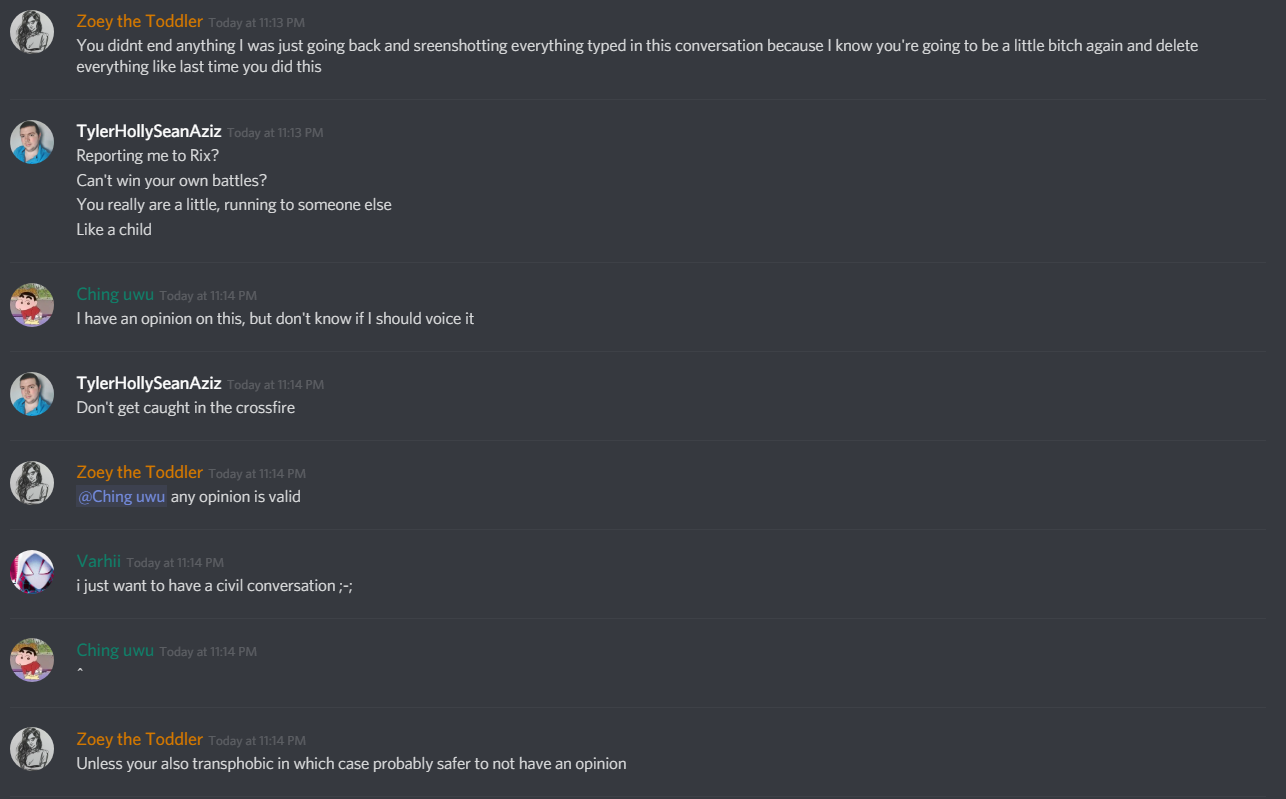 Zoey the Toddler Today at 11:13 PM
You didnt end anything I was just going back and sreenshotting everything typed in this conversation because I know you're going to be a little bitch again and delete
everything like last time you did this
TylerHollySeanAziz Today at 11:13 PM
Reporting me to Rix?
Can't win your own battles?
You really are a little, running to someone else
Like a child
Ching uwu Today at 11:14 PM
I have an opinion on this, but don't know if I should voice it
TylerHollySeanAziz Today at 11:14 PM
Don't get caught in the crossfire
Zoey the Toddler Today at 11:14 PM
@Ching uwu any opinion is valid
Varhii Today at 11:14 PM
i just want to have a civil conversation ;-;
Ching uwu Today at 11:14 PM
^
Zoey the Toddler Today at 11:14 PM
Unless your also transphobic in which case probably safer to not have an opinion